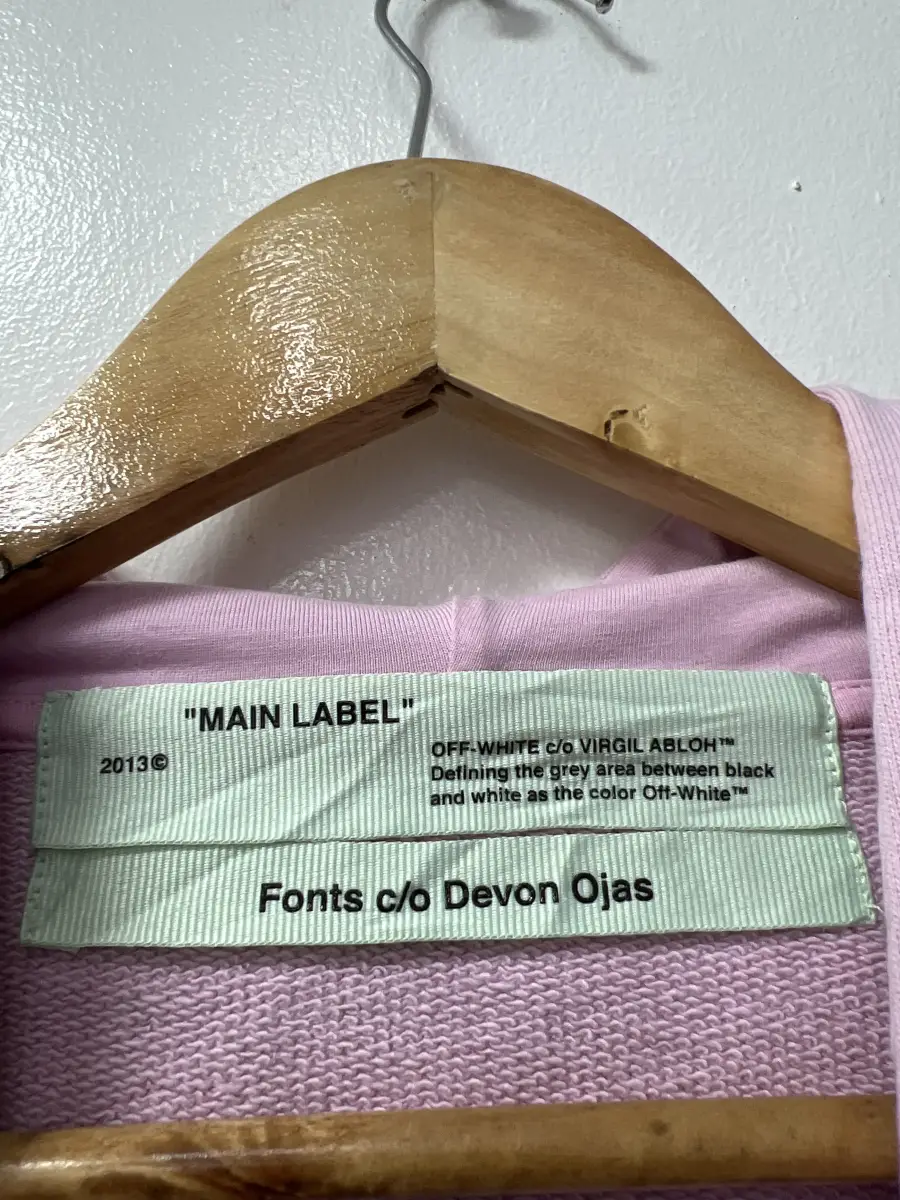 "MAIN LABEL"
2013©
OFF-WHITE c/o VIRGIL ABLOH™
Defining the grey area between black
and white as the color Off-White™
Fonts c/o Devon Ojas